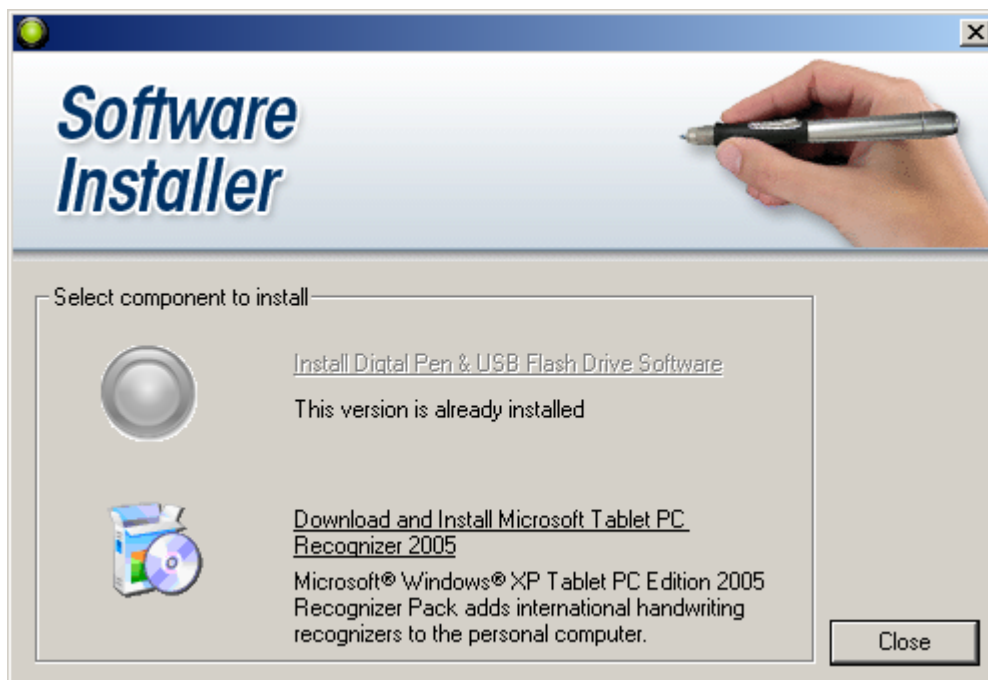 Software
Installer
Select component to install
Install Digtal Pen & USB Flash Drive Software
This version is already installed
Download and Install Microsoft Tablet PC
Recognizer 2005
Microsoft® Windows® XP Tablet PC Edition 2005
Recognizer Pack adds international handwriting
recognizers to the personal computer.
Close